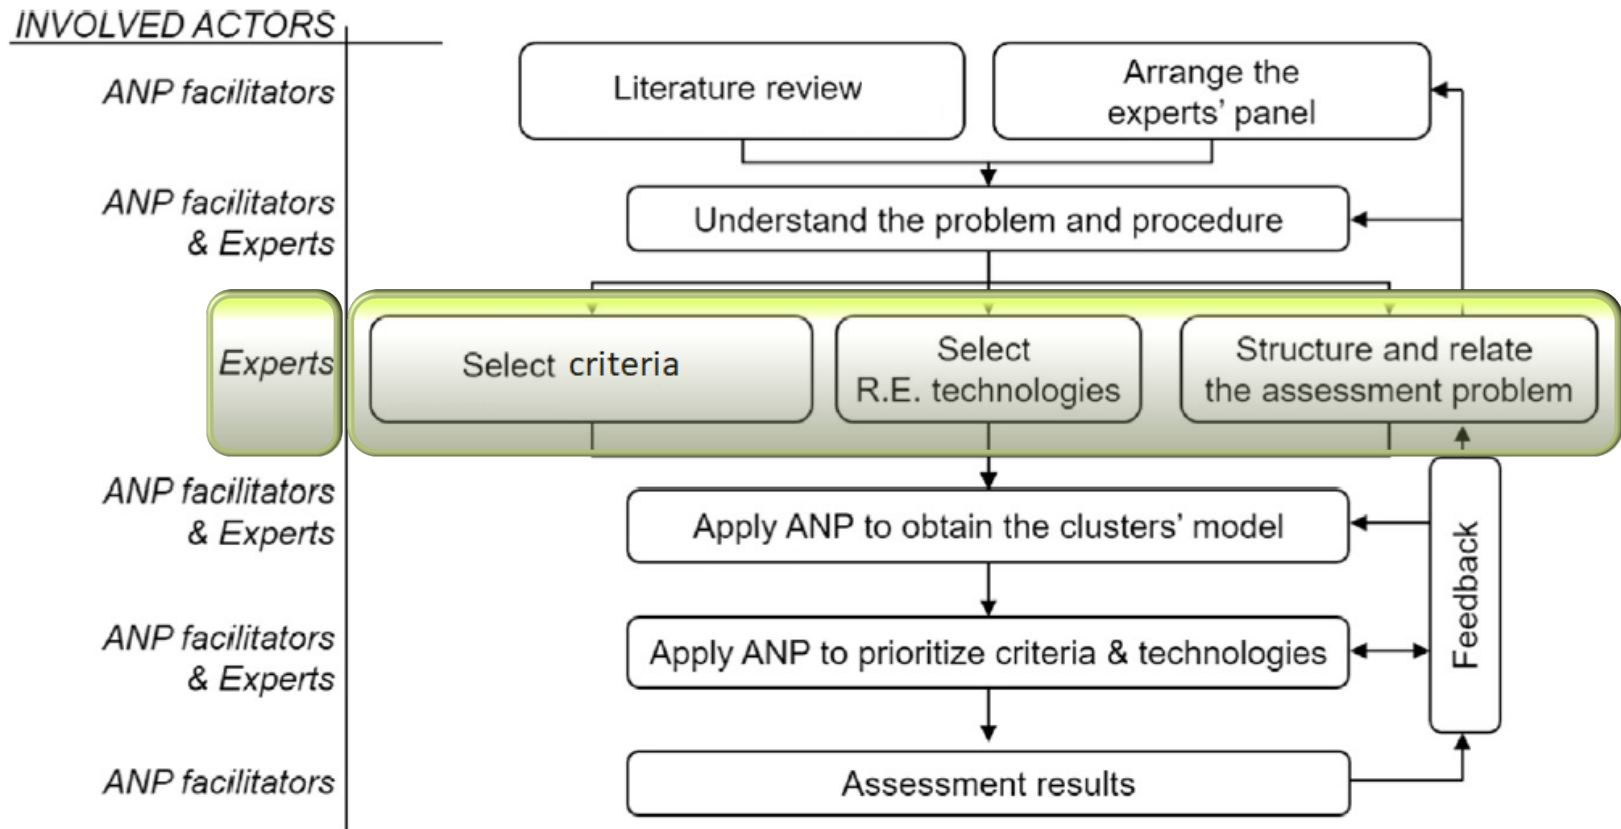 INVOLVED ACTORS
ANP facilitators
Literature review
Arrange the
experts' panel
ANP facilitators
& Experts
Understand the problem and procedure
Experts
Select criteria
Select
R.E. technologies
Structure and relate
the assessment problem
ANP facilitators
& Experts
Apply ANP to obtain the clusters' model
ANP facilitators
& Experts
Apply ANP to prioritize criteria & technologies
Feedback
ANP facilitators
Assessment results